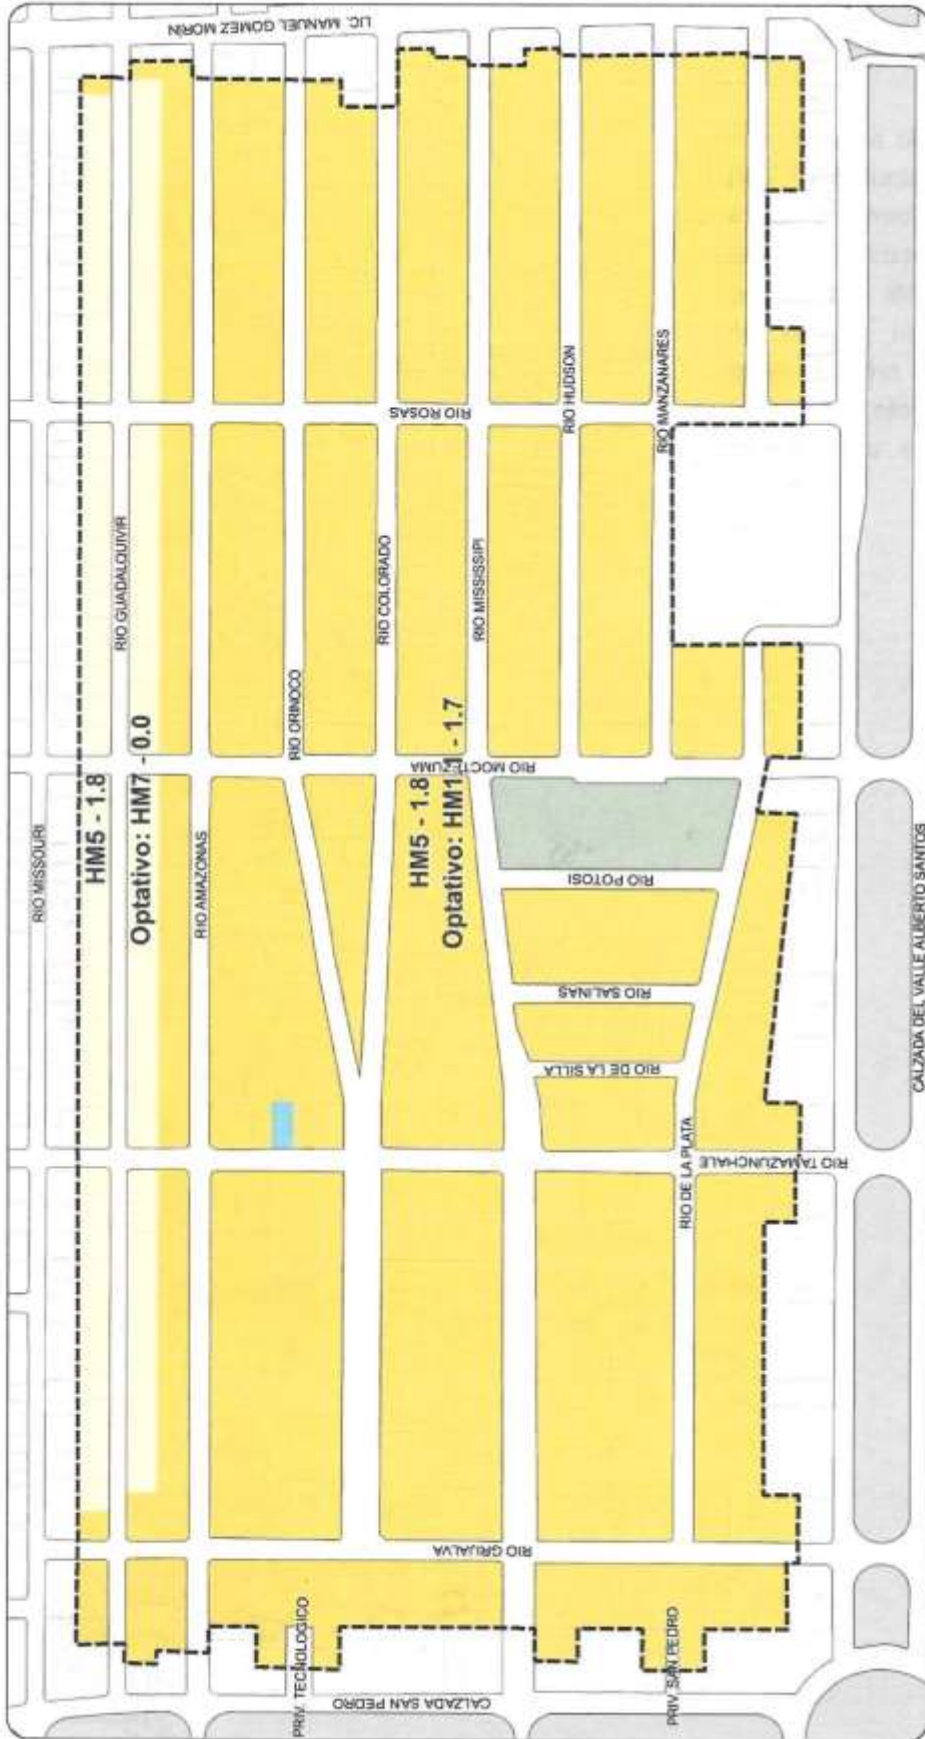 LIC. MANUEL GOMEZ MORIN
RIO MISSOURI
RIO GUADALQUIVIR
RIO AMAZONAS
RIO ORINOCO
RIO COLORADO
RIO MISSISSIPI
RIO HUDSON
RIO MANZANARES
RIO ROSAS
HM5 - 1.8
Optativo: HM7 - 0.0
HM5 - 1.8
Optativo: HM11 - 1.7
RIO MOCTEZUMA
RIO POTOSI
RIO SALINAS
RIO DE LA SILLA
RIO DE LA PLATA
RIO TAMAZUNCHALE
RIO GRIJALVA
PRIV. TECNOLOGICO
PRIV. SAN PEDRO
CALZADA SAN PEDRO
CALZADA DEL VALLE ALBERTO SANTOS